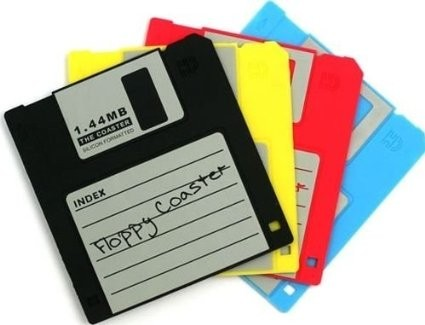 1.44MB
THE COASTER
SILICON FORMATTED
INDEX
Floppy Coaster